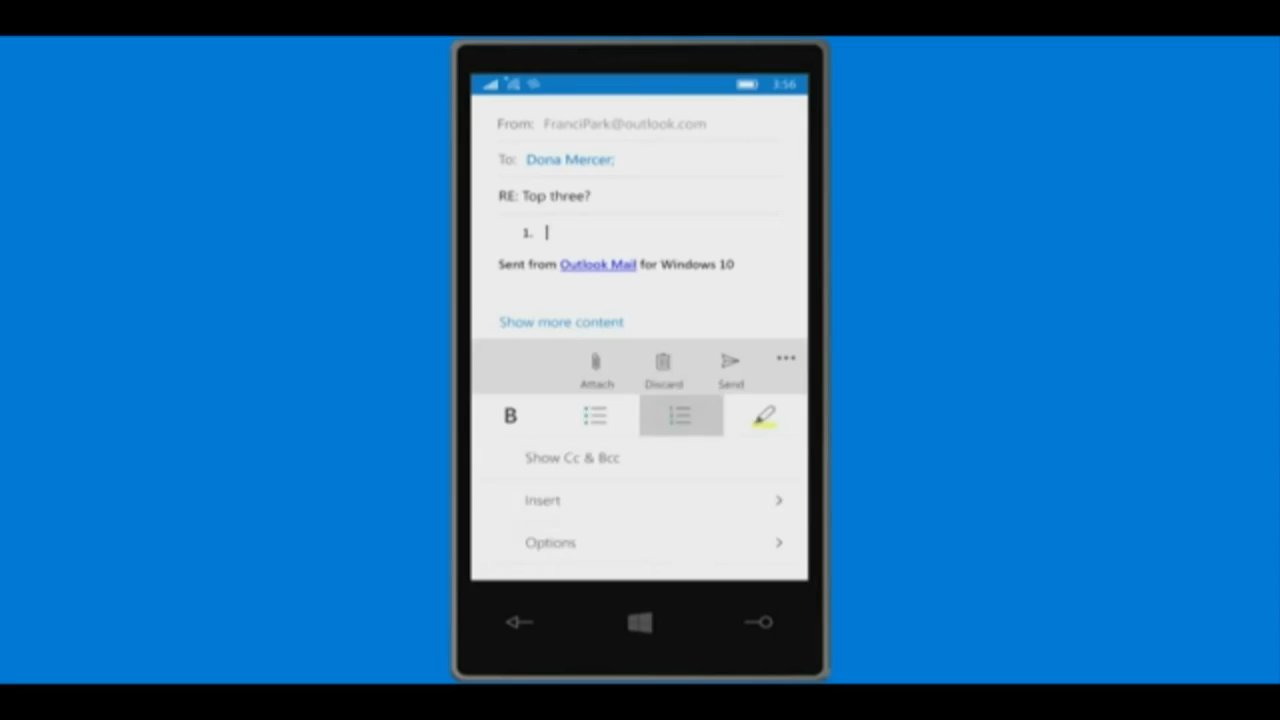 3:56
From: FranciPark@outlook.com
To: Dona Mercer;
RE: Top three?
1.
Sent from Outlook Mail for Windows 10
Show more content
Attach Discard Send
B
Show Cc & Bcc
Insert
Options